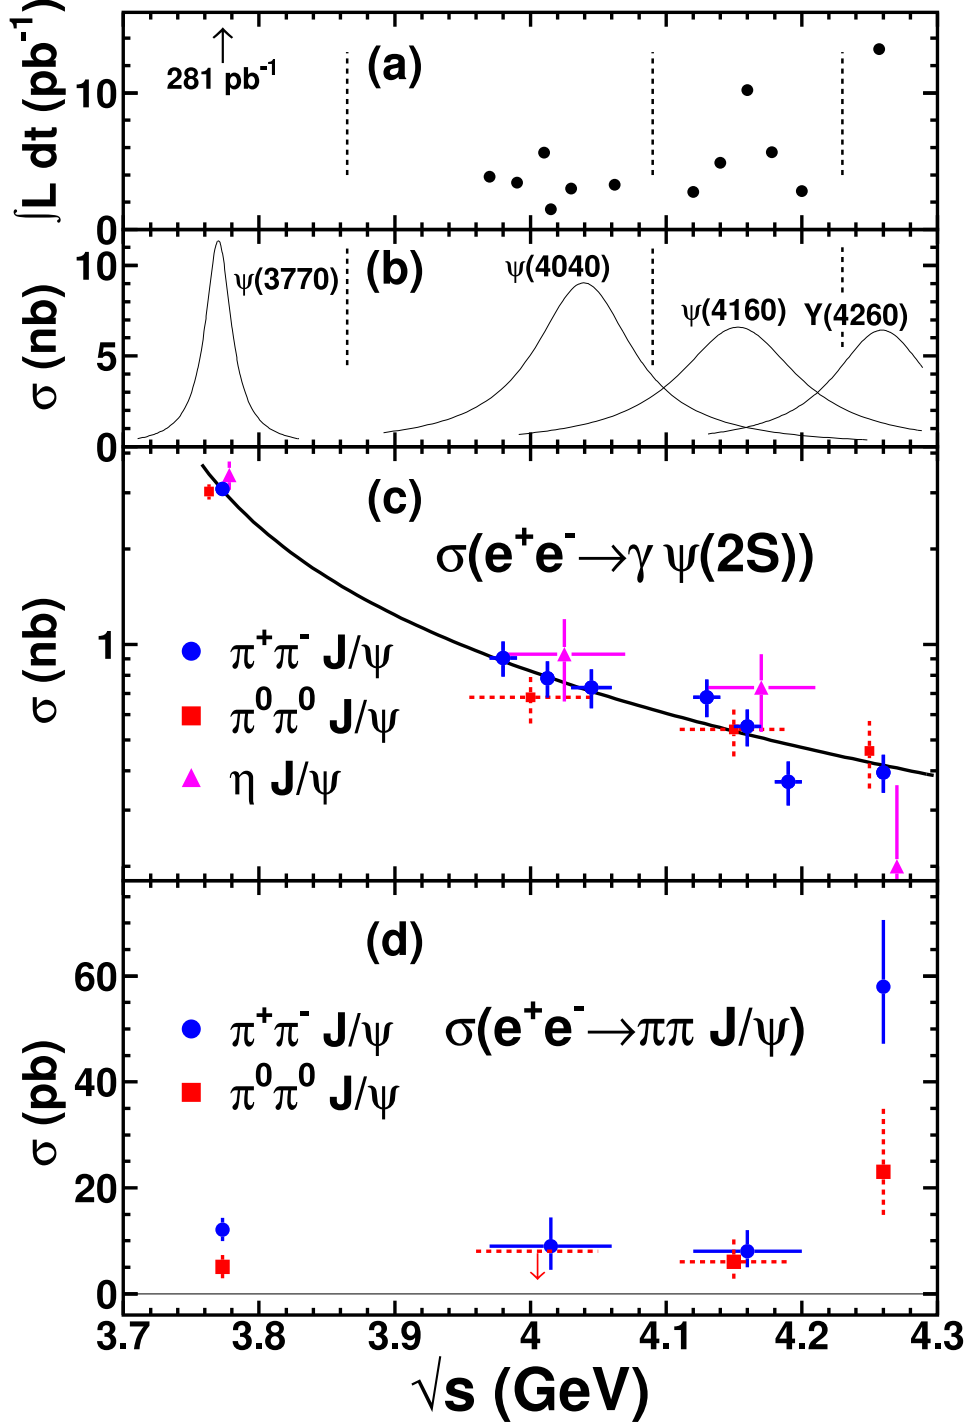 ∫L dt (pb⁻¹)
10
0
281 pb⁻¹
(a)
σ (nb)
10
5
0
(b)
ψ(3770)
ψ(4040)
ψ(4160)
Y(4260)
σ (nb)
1
(c)
σ(e⁺e⁻→γ ψ(2S))
π⁺π⁻ J/ψ
π⁰π⁰ J/ψ
η J/ψ
σ (pb)
60
40
20
0
(d)
π⁺π⁻ J/ψ
σ(e⁺e⁻→ππ J/ψ)
π⁰π⁰ J/ψ
3.7 3.8 3.9 4 4.1 4.2 4.3
√s (GeV)